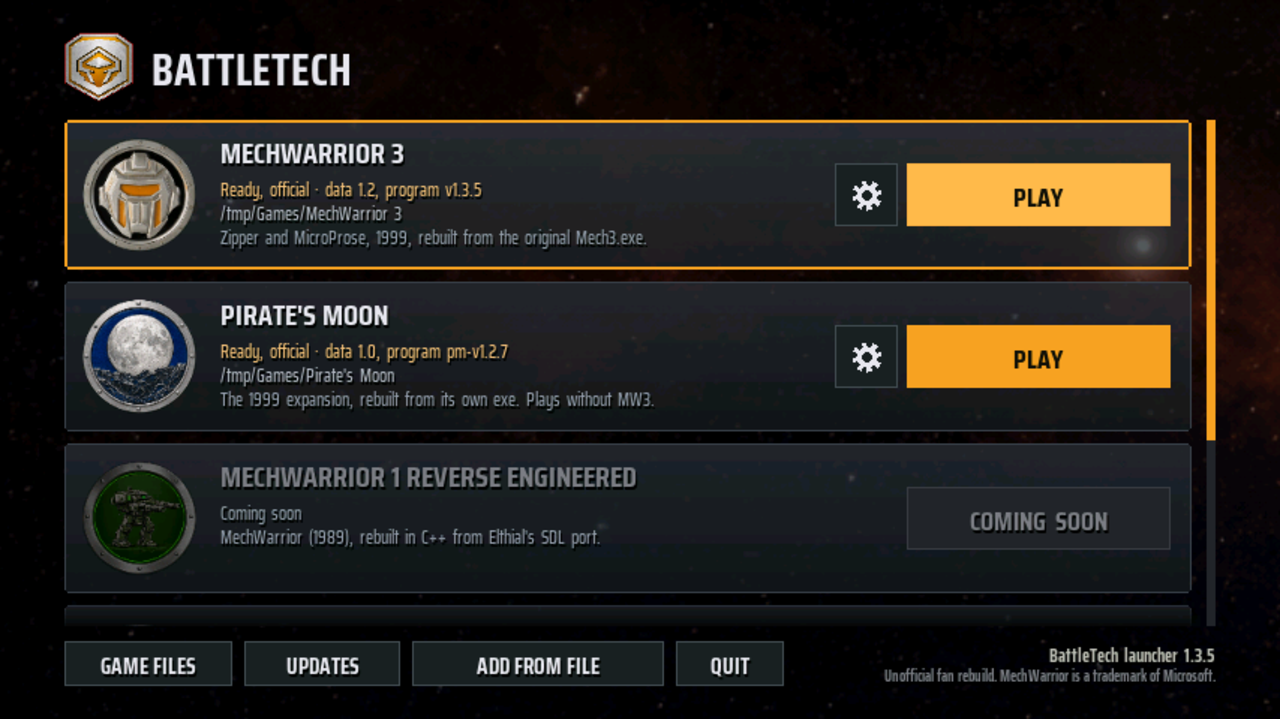 BATTLETECH
MECHWARRIOR 3
Ready, official · data 1.2, program v1.3.5
/tmp/Games/MechWarrior 3
Zipper and MicroProse, 1999, rebuilt from the original Mech3.exe.
PLAY
PIRATE'S MOON
Ready, official · data 1.0, program pm-v1.2.7
/tmp/Games/Pirate's Moon
The 1999 expansion, rebuilt from its own exe. Plays without MW3.
PLAY
MECHWARRIOR 1 REVERSE ENGINEERED
Coming soon
MechWarrior (1989), rebuilt in C++ from Elthial's SDL port.
COMING SOON
GAME FILES
UPDATES
ADD FROM FILE
QUIT
BattleTech launcher 1.3.5
Unofficial fan rebuild. MechWarrior is a trademark of Microsoft.